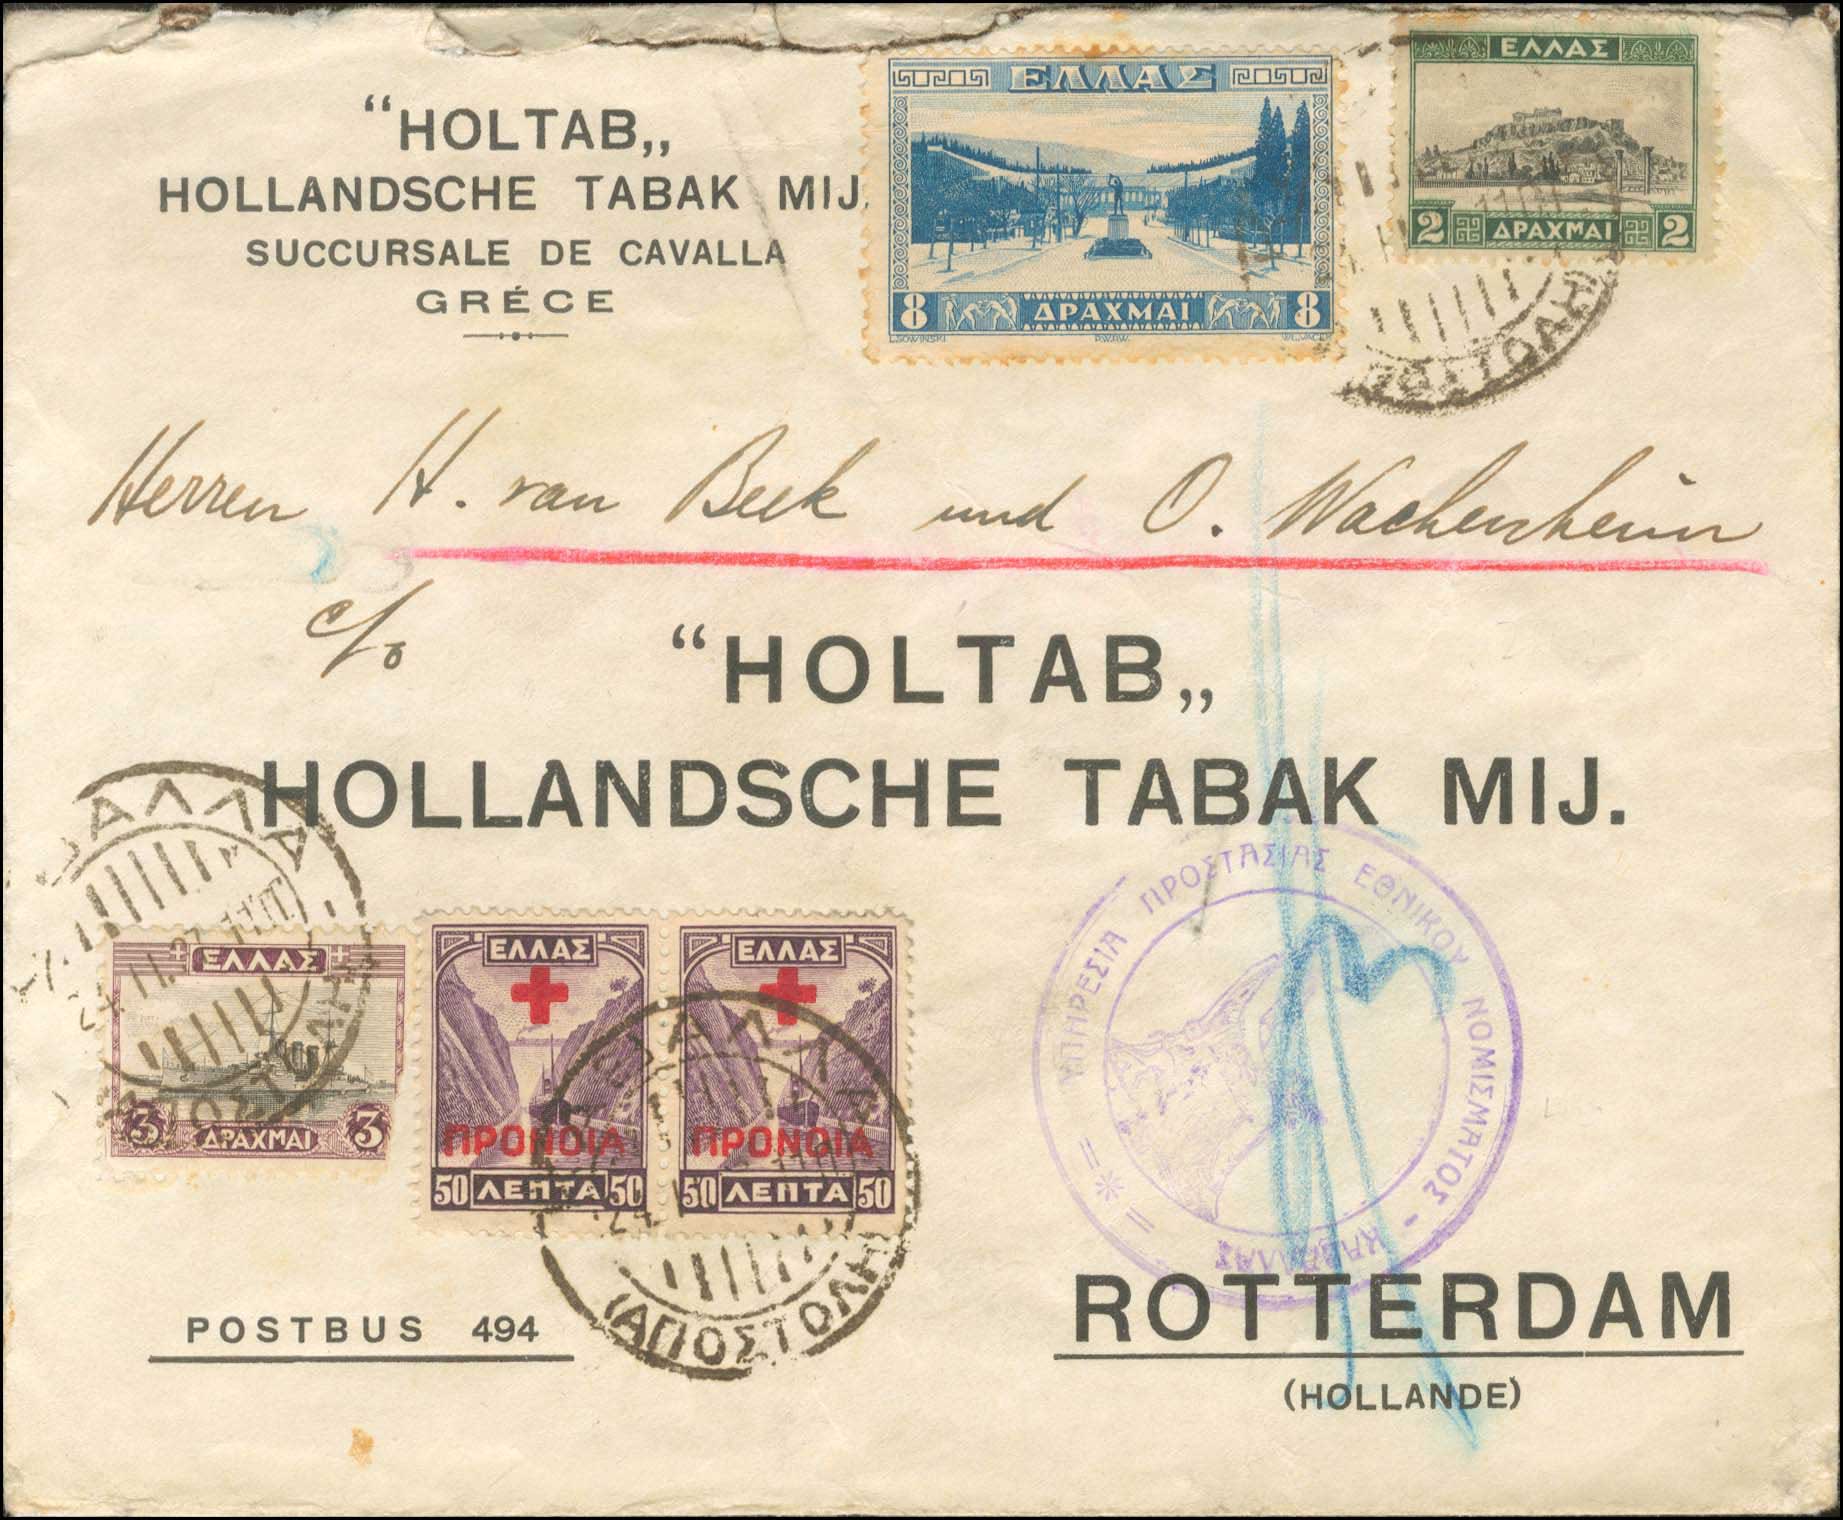 “HOLTAB„
HOLLANDSCHE TABAK MIJ.
SUCCURSALE DE CAVALLA
GRÉCE
ΕΛΛΑΣ
8 ΔΡΑΧΜΑΙ 8
ΕΛΛΑΣ
2 ΔΡΑΧΜΑΙ 2
Herren H. van Beek und O. Wachenheim
c/o
“HOLTAB„
HOLLANDSCHE TABAK MIJ.
ΕΛΛΑΣ
3 ΔΡΑΧΜΑΙ 3
ΕΛΛΑΣ
ΠΡΟΝΟΙΑ
50 ΛΕΠΤΑ 50
ΕΛΛΑΣ
ΠΡΟΝΟΙΑ
50 ΛΕΠΤΑ 50
(ΑΠΟΣΤΟΛΗ
ΥΠΗΡΕΣΙΑ ΠΡΟΣΤΑΣΙΑΣ ΕΘΝΙΚΟΥ ΝΟΜΙΣΜΑΤΟΣ - ΚΑΒΑΛΛΑΣ
POSTBUS 494
ROTTERDAM
(HOLLANDE)